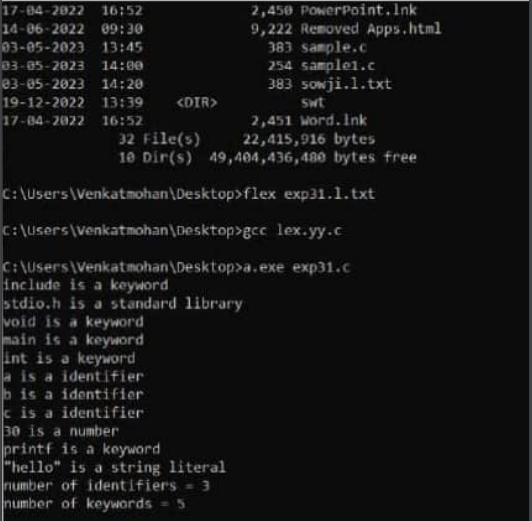 17-04-2022 16:52 2,450 PowerPoint.lnk
14-06-2022 09:30 9,222 Removed Apps.html
03-05-2023 13:45 383 sample.c
03-05-2023 14:00 254 sample1.c
03-05-2023 14:20 383 sowji.l.txt
19-12-2022 13:39 <DIR> swt
17-04-2022 16:52 2,451 Word.lnk
32 File(s) 22,415,916 bytes
10 Dir(s) 49,404,436,480 bytes free
C:\Users\Venkatmohan\Desktop>flex exp31.l.txt
C:\Users\Venkatmohan\Desktop>gcc lex.yy.c
C:\Users\Venkatmohan\Desktop>a.exe exp31.c
include is a keyword
stdio.h is a standard library
void is a keyword
main is a keyword
int is a keyword
a is a identifier
b is a identifier
c is a identifier
30 is a number
printf is a keyword
"hello" is a string literal
number of identifiers = 3
number of keywords = 5